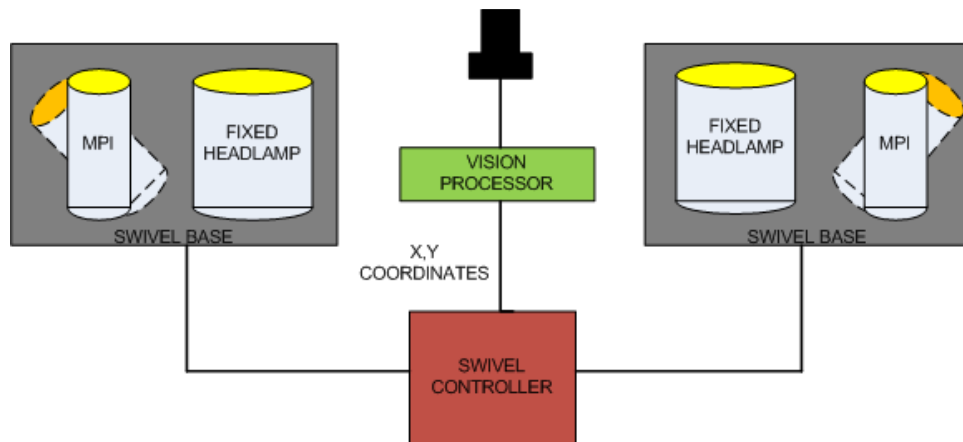 MPI
FIXED
HEADLAMP
SWIVEL BASE
VISION
PROCESSOR
X,Y
COORDINATES
SWIVEL
CONTROLLER
FIXED
HEADLAMP
MPI
SWIVEL BASE